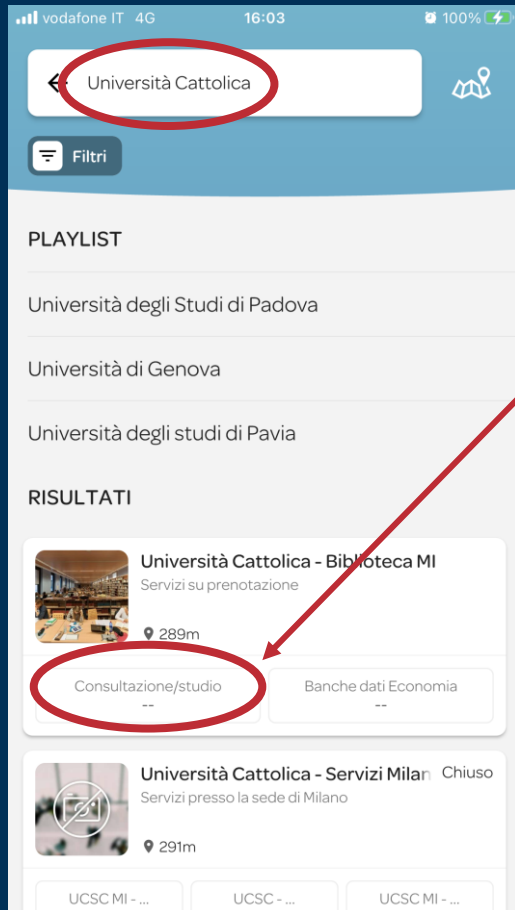 vodafone IT 4G 16:03 100%
Università Cattolica
Filtri
PLAYLIST
Università degli Studi di Padova
Università di Genova
Università degli studi di Pavia
RISULTATI
Università Cattolica - Biblioteca MI
Servizi su prenotazione
289m
Consultazione/studio
--
Banche dati Economia
--
Università Cattolica - Servizi Milan Chiuso
Servizi presso la sede di Milano
291m
UCSC MI - ... UCSC - ... UCSC MI - ...